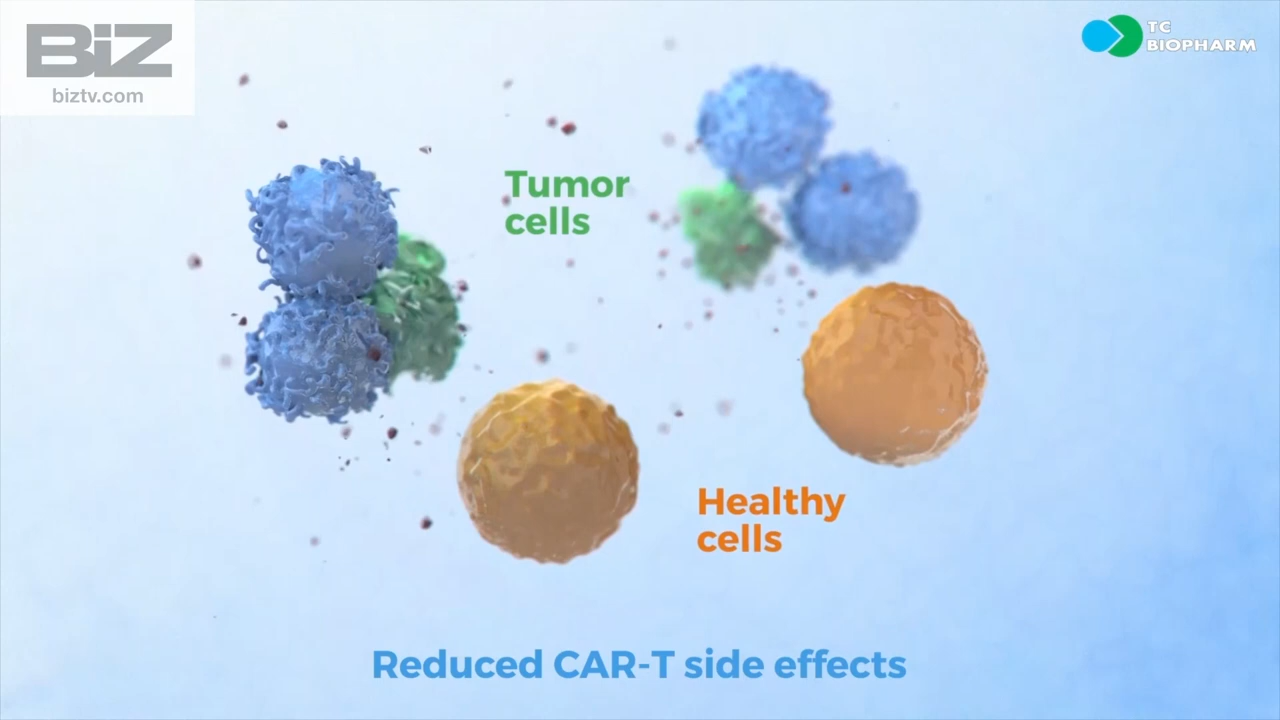 BiZ
biztv.com
TC
BIOPHARM
Tumor
cells
Healthy
cells
Reduced CAR-T side effects